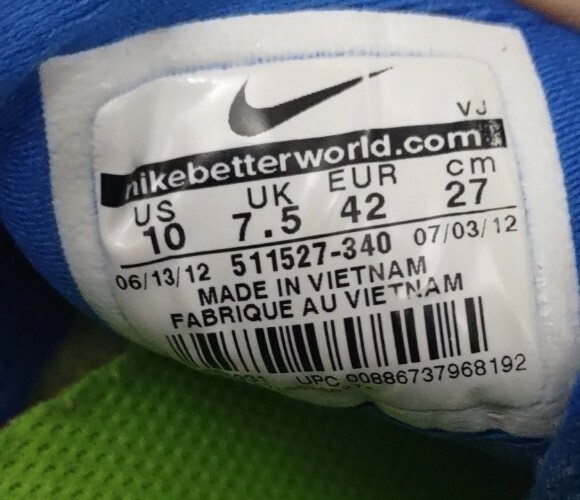 VJ
nikebetterworld.com
US UK EUR cm
10 7.5 42 27
06/13/12 511527-340 07/03/12
MADE IN VIETNAM
FABRIQUE AU VIETNAM
UPC 00886737968192